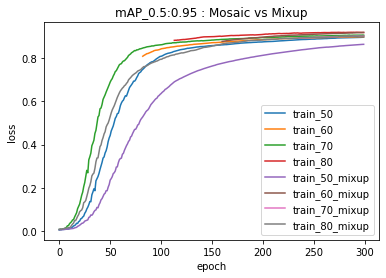 mAP_0.5:0.95 : Mosaic vs Mixup
loss
0.8
0.6
0.4
0.2
0.0
train_50
train_60
train_70
train_80
train_50_mixup
train_60_mixup
train_70_mixup
train_80_mixup
0 50 100 150 200 250 300
epoch